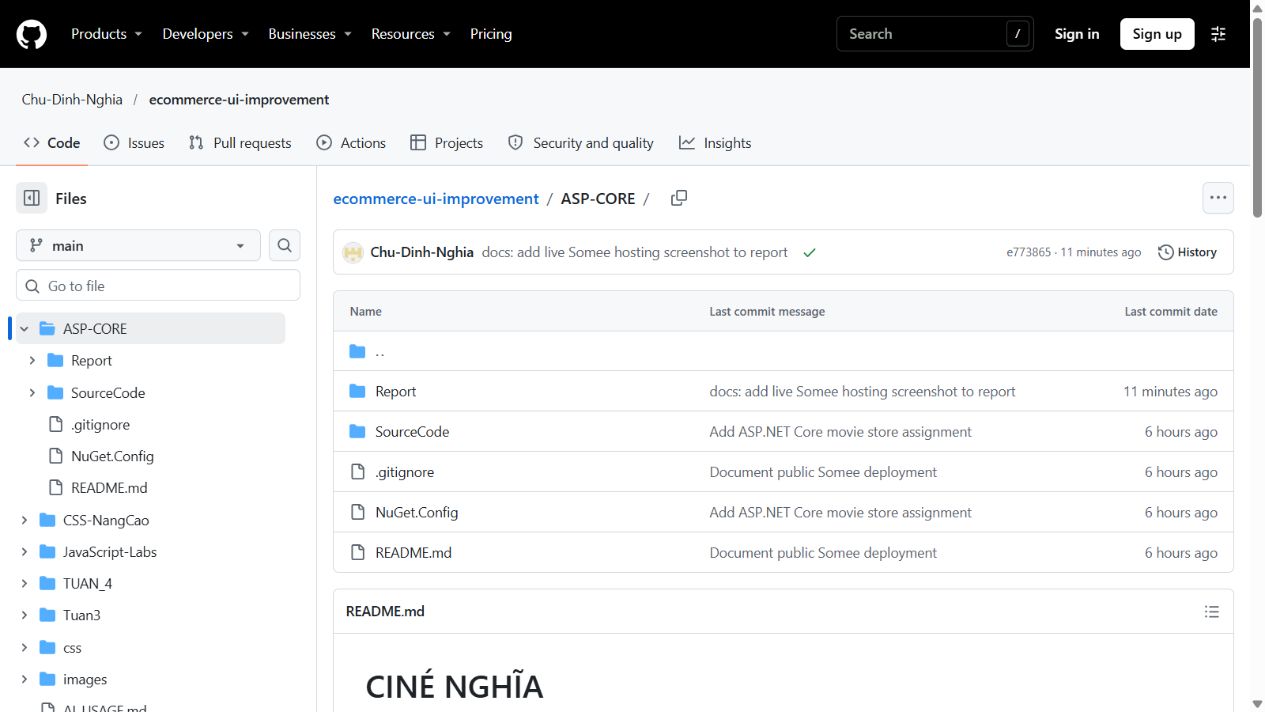 Products Developers Businesses Resources Pricing Search / Sign in Sign up
Chu-Dinh-Nghia / ecommerce-ui-improvement
Code Issues Pull requests Actions Projects Security and quality Insights
Files
main
Go to file
ASP-CORE
Report
SourceCode
.gitignore
NuGet.Config
README.md
CSS-NangCao
JavaScript-Labs
TUAN_4
Tuan3
css
images
AI_USAGE.md
ecommerce-ui-improvement / ASP-CORE /
Chu-Dinh-Nghia docs: add live Somee hosting screenshot to report e773865 · 11 minutes ago History
Name Last commit message Last commit date
..
Report docs: add live Somee hosting screenshot to report 11 minutes ago
SourceCode Add ASP.NET Core movie store assignment 6 hours ago
.gitignore Document public Somee deployment 6 hours ago
NuGet.Config Add ASP.NET Core movie store assignment 6 hours ago
README.md Document public Somee deployment 6 hours ago
README.md
CINÉ NGHĨA